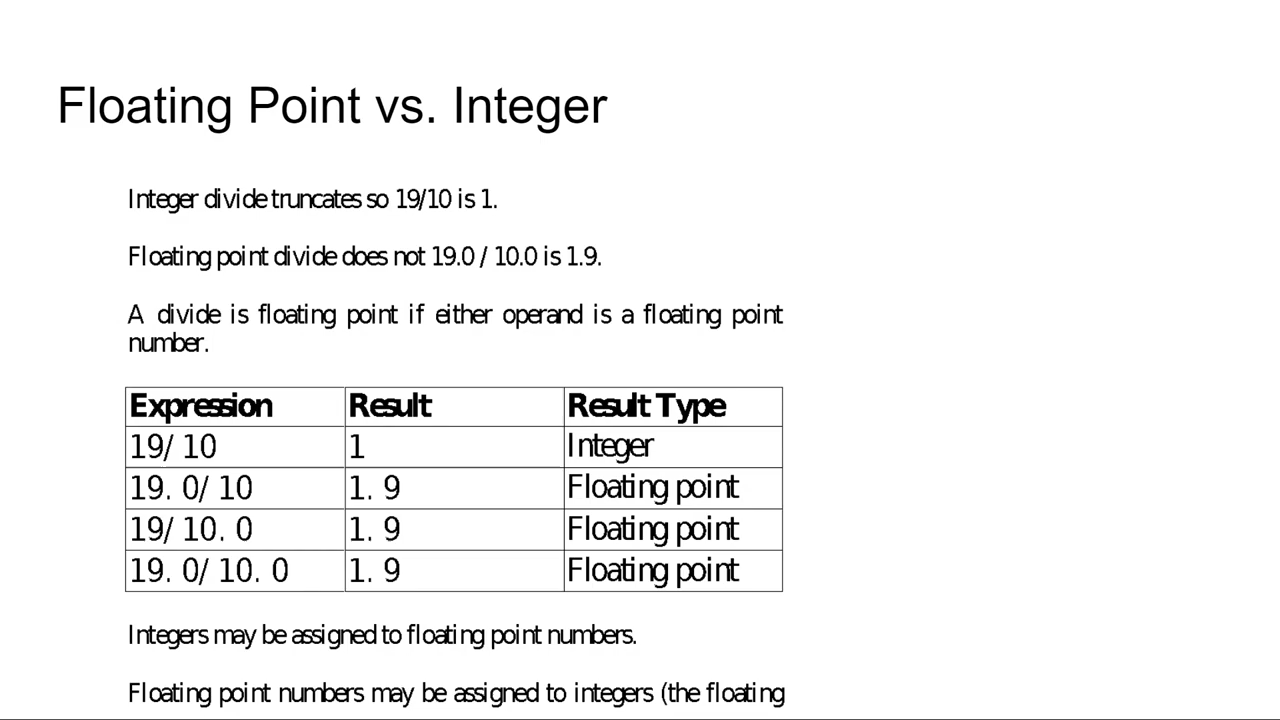 Floating Point vs. Integer
Integer divide truncates so 19/10 is 1.
Floating point divide does not 19.0 / 10.0 is 1.9.
A divide is floating point if either operand is a floating point
number.
Expression Result Result Type
19/ 10 1 Integer
19. 0/ 10 1. 9 Floating point
19/ 10. 0 1. 9 Floating point
19. 0/ 10. 0 1. 9 Floating point
Integers may be assigned to floating point numbers.
Floating point numbers may be assigned to integers (the floating